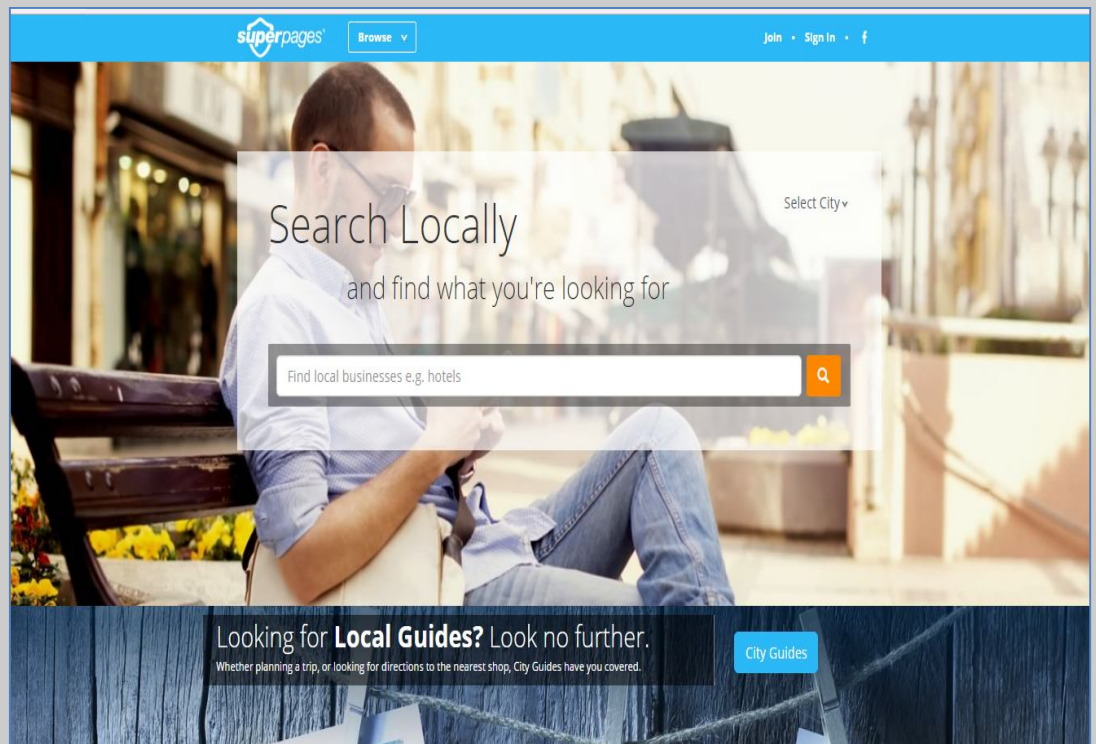 superpages®
Browse ∨
Join • Sign In • f
Select City ∨
Search Locally
and find what you're looking for
Find local businesses e.g. hotels
Looking for Local Guides? Look no further.
Whether planning a trip, or looking for directions to the nearest shop, City Guides have you covered.
City Guides